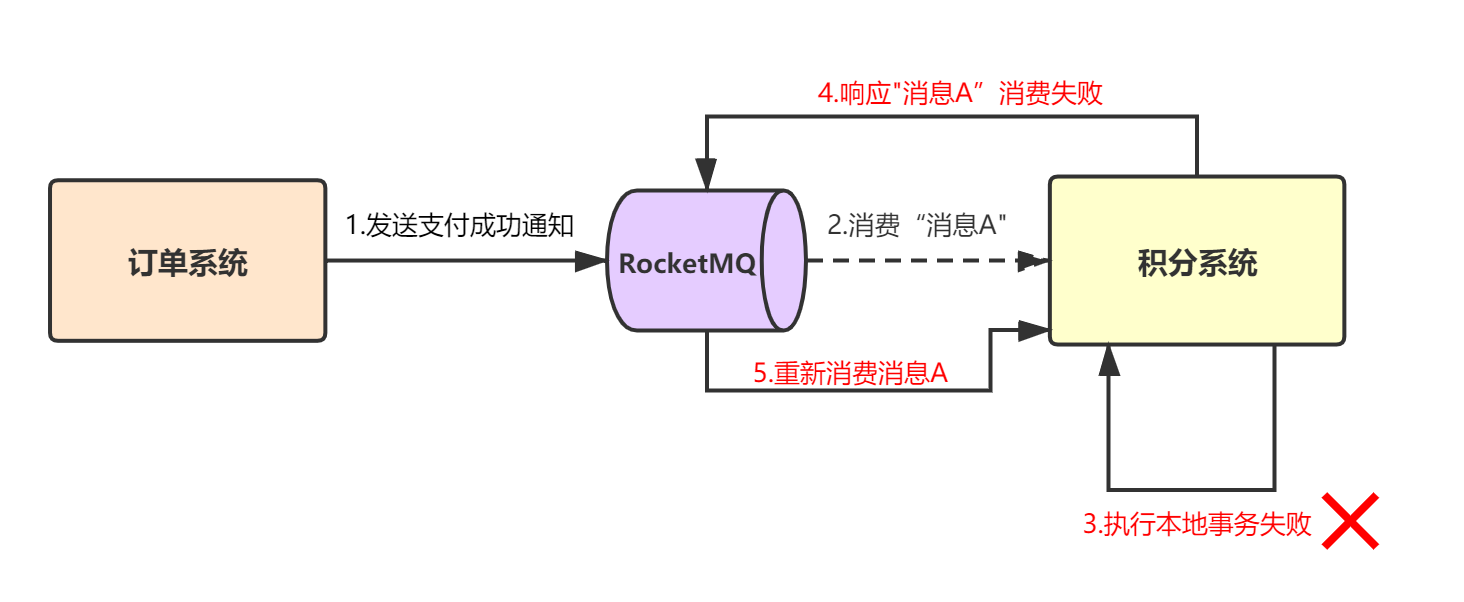 4.响应"消息A”消费失败
1.发送支付成功通知
2.消费“消息A"
订单系统
RocketMQ
积分系统
5.重新消费消息A
3.执行本地事务失败